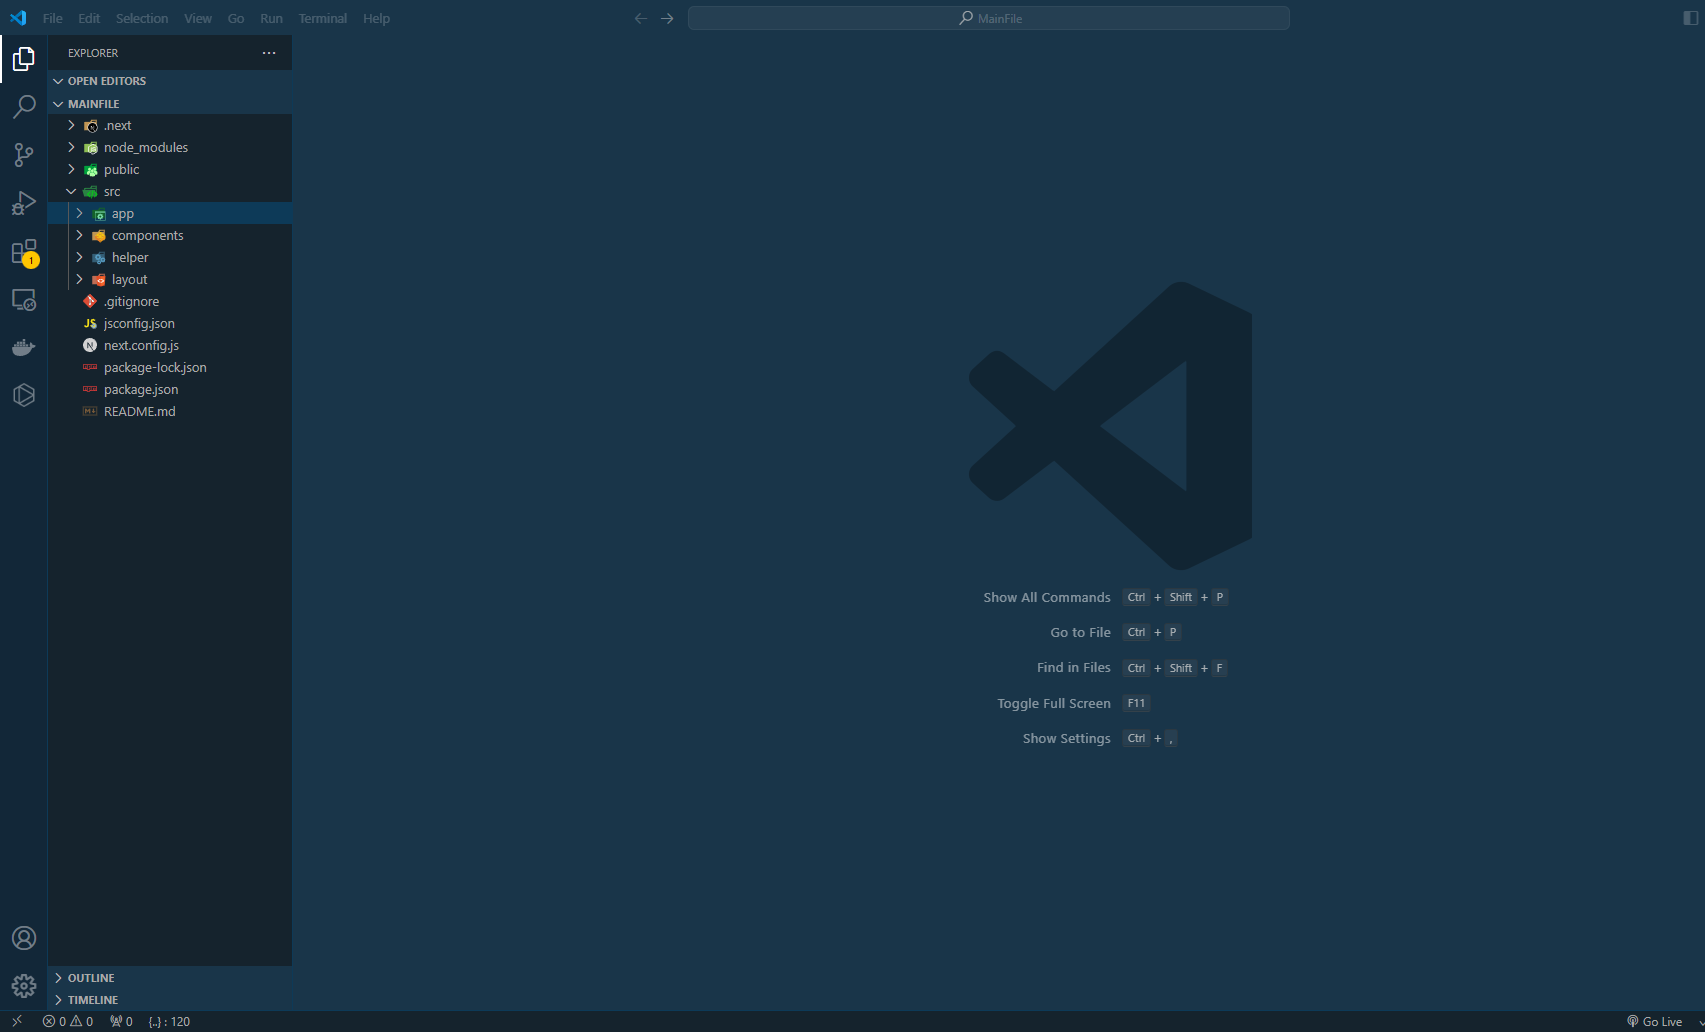 File Edit Selection View Go Run Terminal Help
MainFile
EXPLORER
OPEN EDITORS
MAINFILE
.next
node_modules
public
src
app
components
helper
layout
.gitignore
JS jsconfig.json
N next.config.js
package-lock.json
package.json
M↓ README.md
1
Show All Commands Ctrl + Shift + P
Go to File Ctrl + P
Find in Files Ctrl + Shift + F
Toggle Full Screen F11
Show Settings Ctrl + ,
OUTLINE
TIMELINE
0 0 0 {..} : 120 Go Live